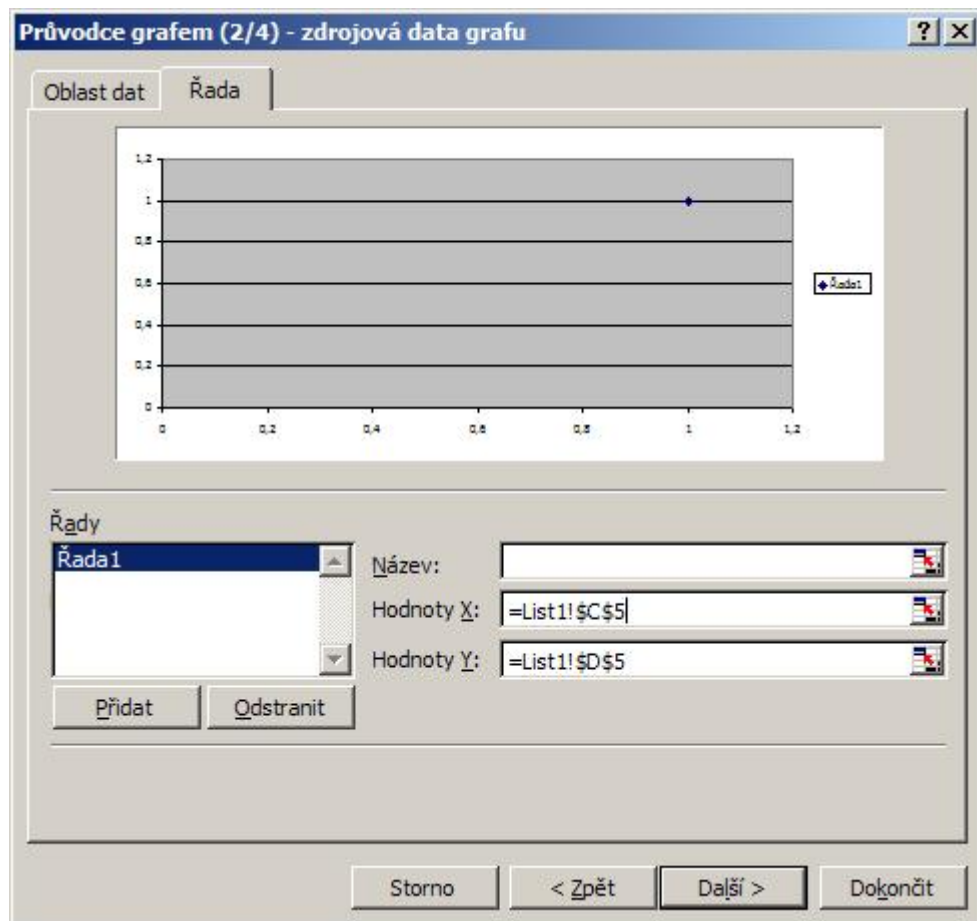 Průvodce grafem (2/4) - zdrojová data grafu
Oblast dat Řada
1,2
1
0,8
0,6
0,4
0,2
0
0 0,2 0,4 0,6 0,8 1 1,2
Řada1
Řady
Řada1
Název:
Hodnoty X: =List1!$C$5
Hodnoty Y: =List1!$D$5
Přidat Odstranit
Storno < Zpět Další > Dokončit